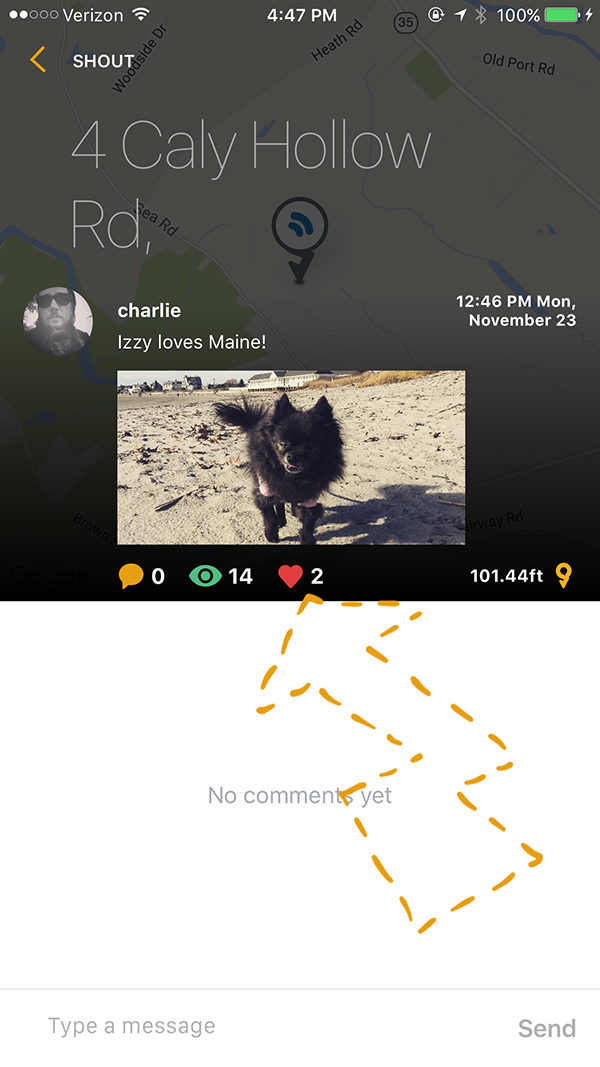 Verizon 4:47 PM 100%
Woodside Dr
Heath Rd
35
Old Port Rd
SHOUT
4 Caly Hollow
Rd,
Sea Rd
charlie
12:46 PM Mon,
November 23
Izzy loves Maine!
Brown
airway Rd
Google
0 14 2 101.44ft
No comments yet
Type a message Send